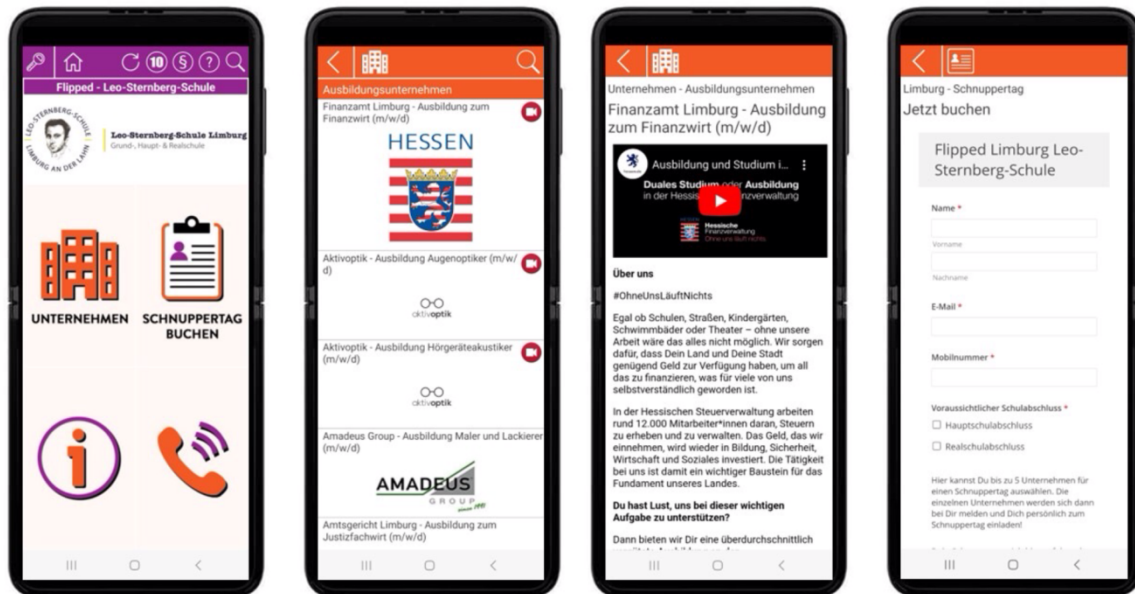 10 § ?
Flipped - Leo-Sternberg-Schule
LEO-STERNBERG-SCHULE
LIMBURG AN DER LAHN
Leo-Sternberg-Schule Limburg
Grund-, Haupt- & Realschule
UNTERNEHMEN
SCHNUPPERTAG
BUCHEN
i
Ausbildungsunternehmen
Finanzamt Limburg - Ausbildung zum
Finanzwirt (m/w/d)
HESSEN
Aktivoptik - Ausbildung Augenoptiker (m/w/
d)
aktivoptik
Aktivoptik - Ausbildung Hörgeräteakustiker
(m/w/d)
aktivoptik
Amadeus Group - Ausbildung Maler und Lackierer
(m/w/d)
AMADEUS
GROUP
since 1981
Amtsgericht Limburg - Ausbildung zum
Justizfachwirt (m/w/d)
Unternehmen - Ausbildungsunternehmen
Finanzamt Limburg - Ausbildung
zum Finanzwirt (m/w/d)
Ausbildung und Studium i...
Duales Studium oder Ausbildung
in der Hessis nzverwaltung
HESSEN
Hessische
Finanzverwaltung
Ohne uns läuft nichts
Über uns
#OhneUnsLäuftNichts
Egal ob Schulen, Straßen, Kindergärten,
Schwimmbäder oder Theater – ohne unsere
Arbeit wäre das alles nicht möglich. Wir sorgen
dafür, dass Dein Land und Deine Stadt
genügend Geld zur Verfügung haben, um all
das zu finanzieren, was für viele von uns
selbstverständlich geworden ist.
In der Hessischen Steuerverwaltung arbeiten
rund 12.000 Mitarbeiter*innen daran, Steuern
zu erheben und zu verwalten. Das Geld, das wir
einnehmen, wird wieder in Bildung, Sicherheit,
Wirtschaft und Soziales investiert. Die Tätigkeit
bei uns ist damit ein wichtiger Baustein für das
Fundament unseres Landes.
Du hast Lust, uns bei dieser wichtigen
Aufgabe zu unterstützen?
Dann bieten wir Dir eine überdurchschnittlich
Limburg - Schnuppertag
Jetzt buchen
Flipped Limburg Leo-
Sternberg-Schule
Name *
Vorname
Nachname
E-Mail *
Mobilnummer *
Voraussichtlicher Schulabschluss *
Hauptschulabschluss
Realschulabschluss
Hier kannst Du bis zu 5 Unternehmen für
einen Schnuppertag auswählen. Die
einzelnen Unternehmen werden sich dann
bei Dir melden und Dich persönlich zum
Schnuppertag einladen!